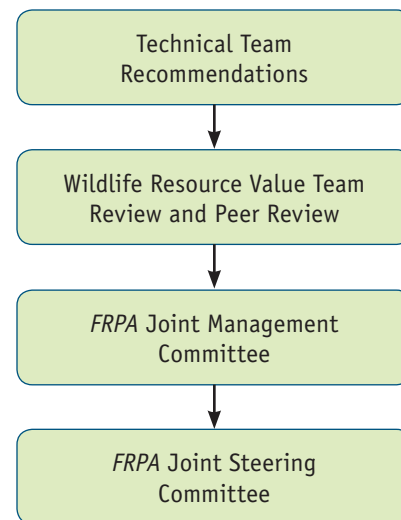 Technical Team
Recommendations
Wildlife Resource Value Team
Review and Peer Review
FRPA Joint Management
Committee
FRPA Joint Steering
Committee